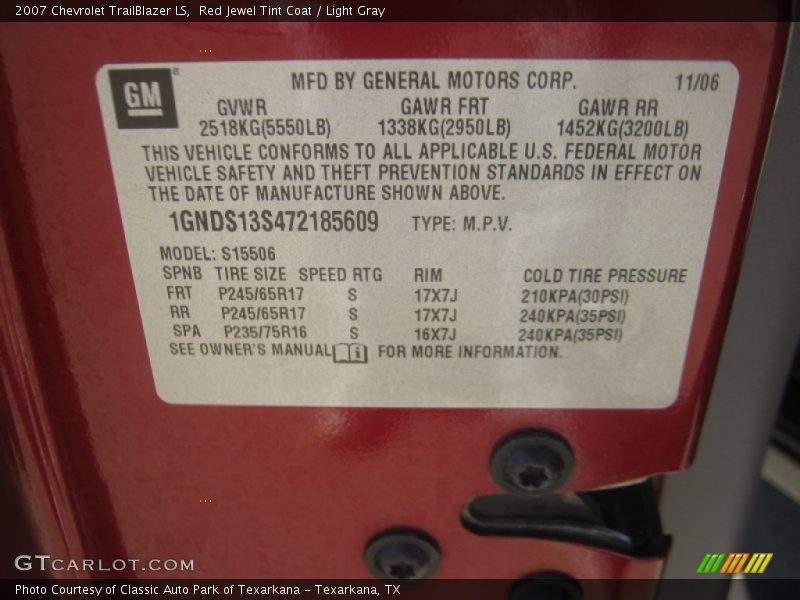 2007 Chevrolet TrailBlazer LS,  Red Jewel Tint Coat / Light Gray
GM ®
MFD BY GENERAL MOTORS CORP. 11/06
GVWR GAWR FRT GAWR RR
2518KG(5550LB) 1338KG(2950LB) 1452KG(3200LB)
THIS VEHICLE CONFORMS TO ALL APPLICABLE U.S. FEDERAL MOTOR
VEHICLE SAFETY AND THEFT PREVENTION STANDARDS IN EFFECT ON
THE DATE OF MANUFACTURE SHOWN ABOVE.
1GNDS13S472185609 TYPE: M.P.V.
MODEL: S15506
SPNB TIRE SIZE SPEED RTG RIM COLD TIRE PRESSURE
FRT P245/65R17 S 17X7J 210KPA(30PSI)
RR P245/65R17 S 17X7J 240KPA(35PSI)
SPA P235/75R16 S 16X7J 240KPA(35PSI)
SEE OWNER'S MANUAL i FOR MORE INFORMATION.
GTCARLOT.COM
Photo Courtesy of Classic Auto Park of Texarkana - Texarkana, TX